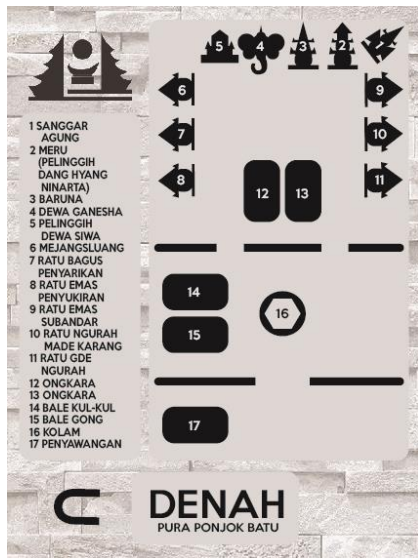 5 4 3 2 1
6 9
7 10
8 11
12 13
14
15
16
17
1 SANGGAR
AGUNG
2 MERU
(PELINGGIH
DANG HYANG
NINARTA)
3 BARUNA
4 DEWA GANESHA
5 PELINGGIH
DEWA SIWA
6 MEJANGSLUANG
7 RATU BAGUS
PENYARIKAN
8 RATU EMAS
PENYUKIRAN
9 RATU EMAS
SUBANDAR
10 RATU NGURAH
MADE KARANG
11 RATU GDE
NGURAH
12 ONGKARA
13 ONGKARA
14 BALE KUL-KUL
15 BALE GONG
16 KOLAM
17 PENYAWANGAN
DENAH
PURA PONJOK BATU